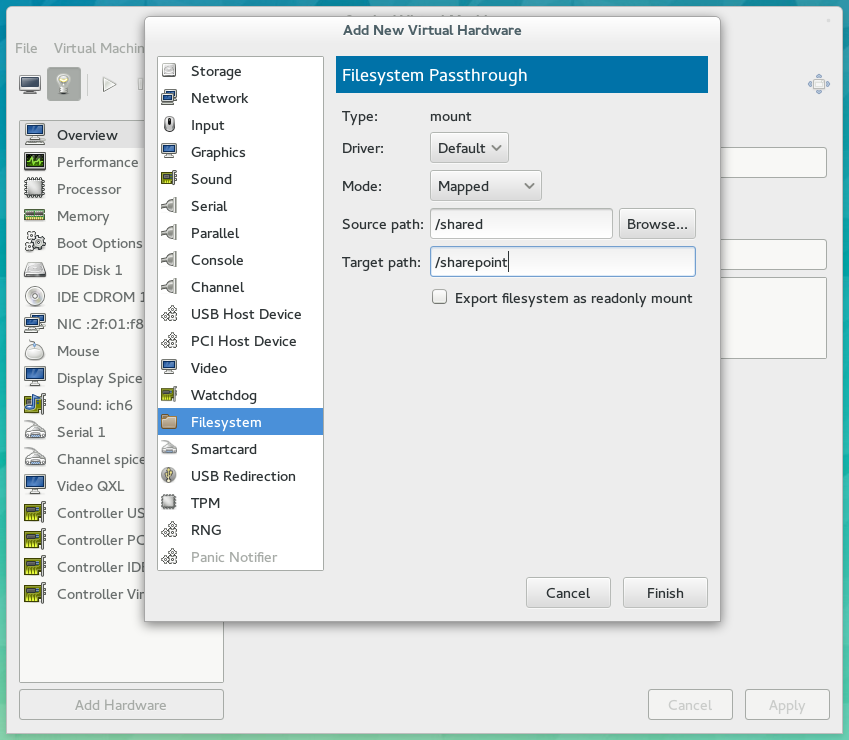 Add New Virtual Hardware
File Virtual Machin
Overview
Performance
Processor
Memory
Boot Options
IDE Disk 1
IDE CDROM 1
NIC :2f:01:f8
Mouse
Display Spice
Sound: ich6
Serial 1
Channel spice
Video QXL
Controller US
Controller PC
Controller IDE
Controller Vir
Add Hardware
Storage
Network
Input
Graphics
Sound
Serial
Parallel
Console
Channel
USB Host Device
PCI Host Device
Video
Watchdog
Filesystem
Smartcard
USB Redirection
TPM
RNG
Panic Notifier
Filesystem Passthrough
Type: mount
Driver: Default
Mode: Mapped
Source path: /shared Browse...
Target path: /sharepoint
Export filesystem as readonly mount
Cancel Finish
Cancel Apply